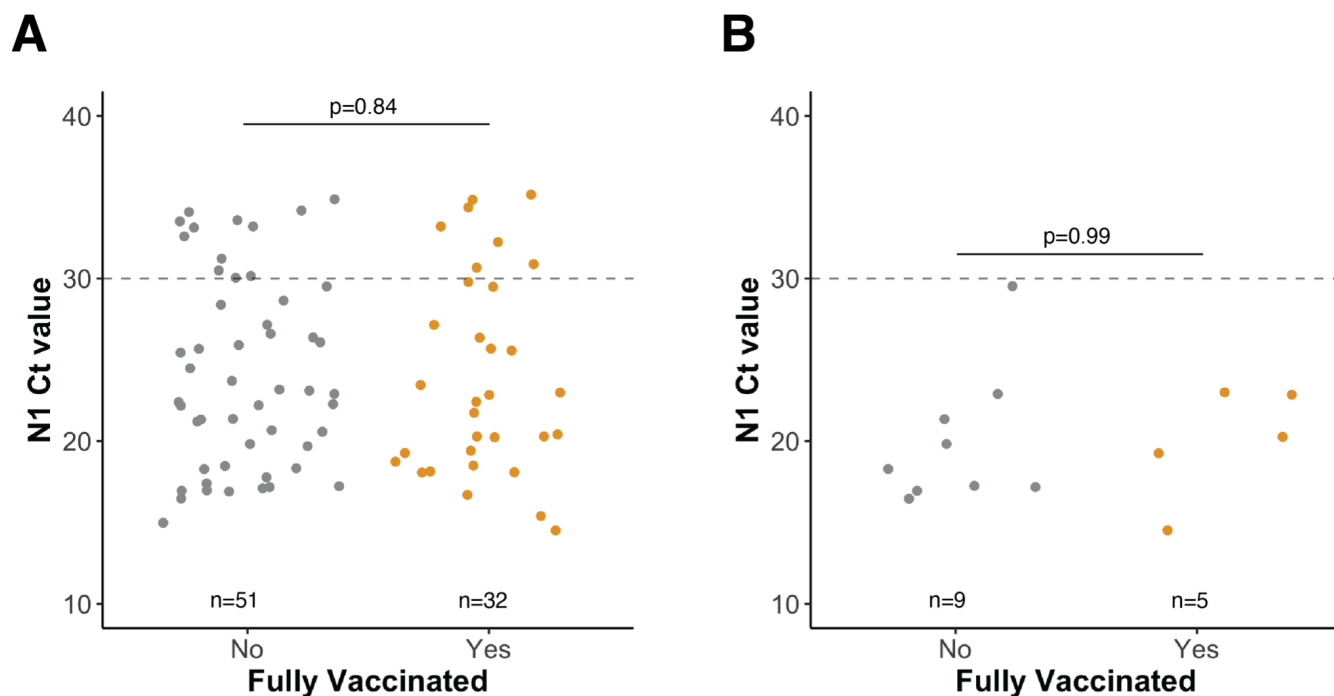 A
N1 Ct value
40
30
20
10
p=0.84
n=51
n=32
No
Yes
Fully Vaccinated
B
N1 Ct value
40
30
20
10
p=0.99
n=9
n=5
No
Yes
Fully Vaccinated